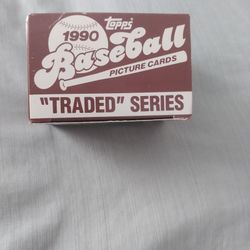 topps
1990
Baseball
PICTURE CARDS
"TRADED" SERIES